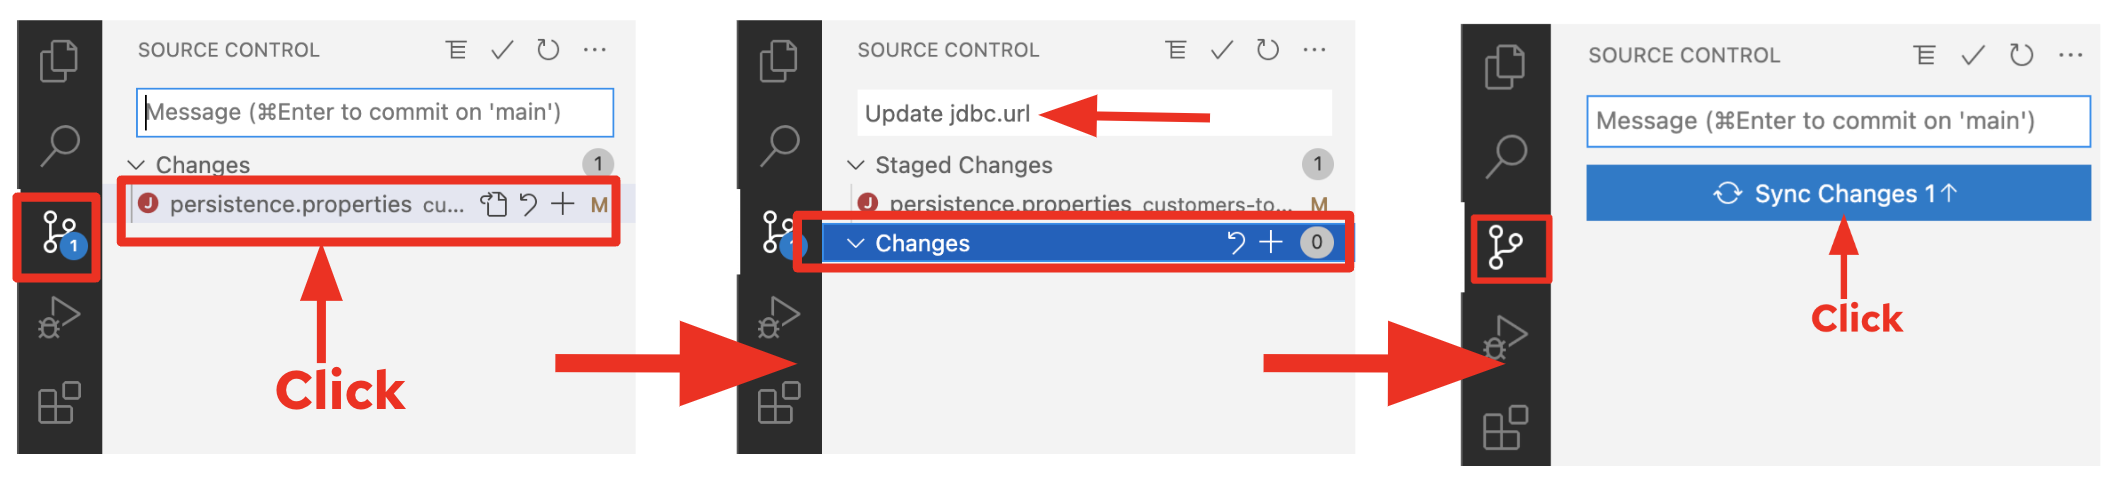 SOURCE CONTROL
Message (⌘Enter to commit on 'main')
Changes 1
J persistence.properties cu... M
1
Click
SOURCE CONTROL
Update jdbc.url
Staged Changes 1
J persistence.properties customers-to... M
Changes 0
1
SOURCE CONTROL
Message (⌘Enter to commit on 'main')
Sync Changes 1↑
Click